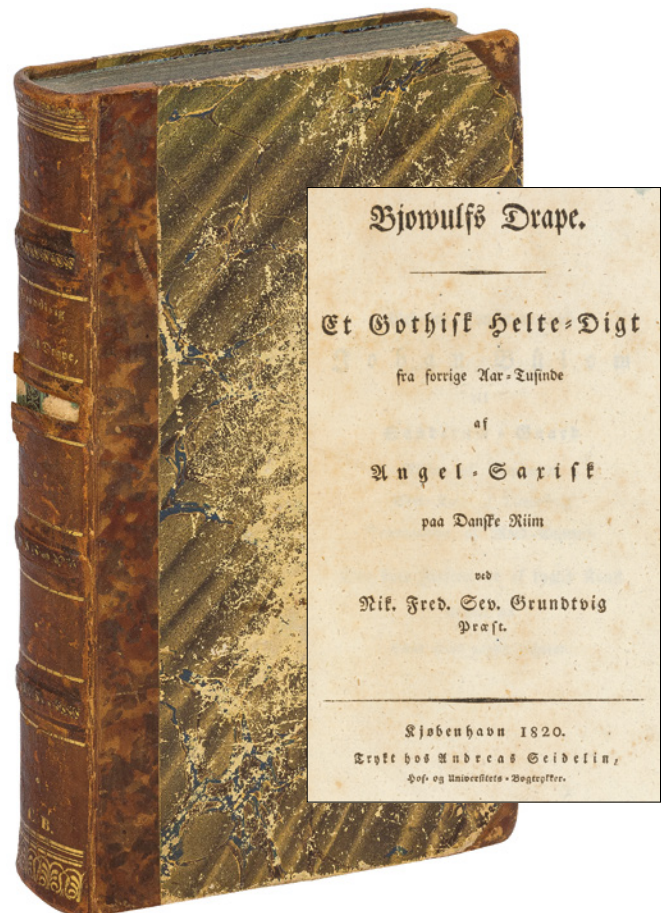 Bjowulfs Drape.
Et Gothisk Helte-Digt
fra forrige Aar-Tusinde
af
Angel-Saxisk
paa Danske Riim
ved
Nik. Fred. Sev. Grundtvig
Præst.
Kjøbenhavn 1820.
Trykt hos Andreas Seidelin,
Hof- og Universitets-Bogtrykker.
B.